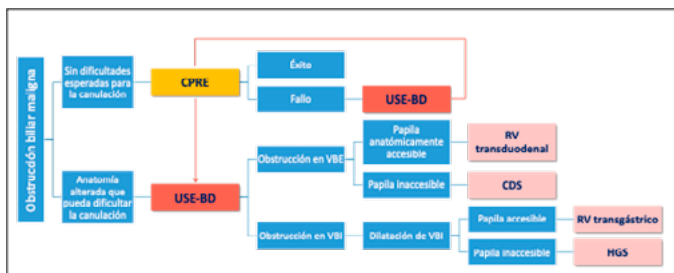 Obstrucción biliar maligna
Sin dificultades
esperadas para
la canulación
CPRE
Éxito
Fallo
USE-BD
Anatomía
alterada que
pueda dificultar
la canulación
USE-BD
Obstrucción en VBE
Papila
anatómicamente
accesible
RV
transduodenal
Papila inaccesible
CDS
Obstrucción en VBI
Dilatación de VBI
Papila accesible
RV transgástrico
Papila inaccesible
HGS